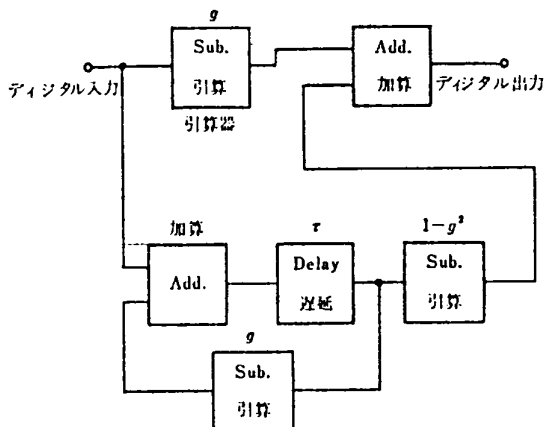 g
Sub.
引算
引算器
Add.
加算
ディジタル入力
ディジタル出力
加算
Add.
τ
Delay
遅延
1－g²
Sub.
引算
g
Sub.
引算